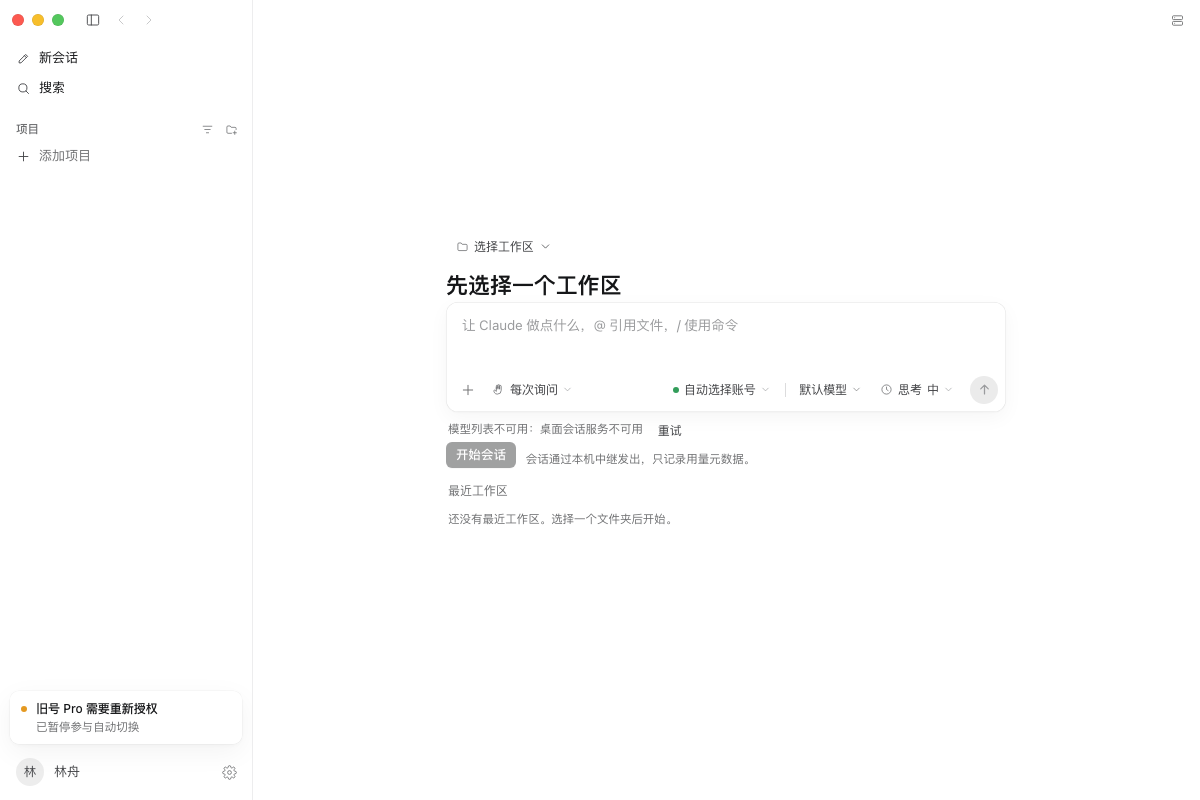 新会话
搜索
项目
添加项目
选择工作区
先选择一个工作区
让 Claude 做点什么，@ 引用文件，/ 使用命令
每次询问 自动选择账号 默认模型 思考 中
模型列表不可用：桌面会话服务不可用 重试
开始会话 会话通过本机中继发出，只记录用量元数据。
最近工作区
还没有最近工作区。选择一个文件夹后开始。
旧号 Pro 需要重新授权
已暂停参与自动切换
林 林舟